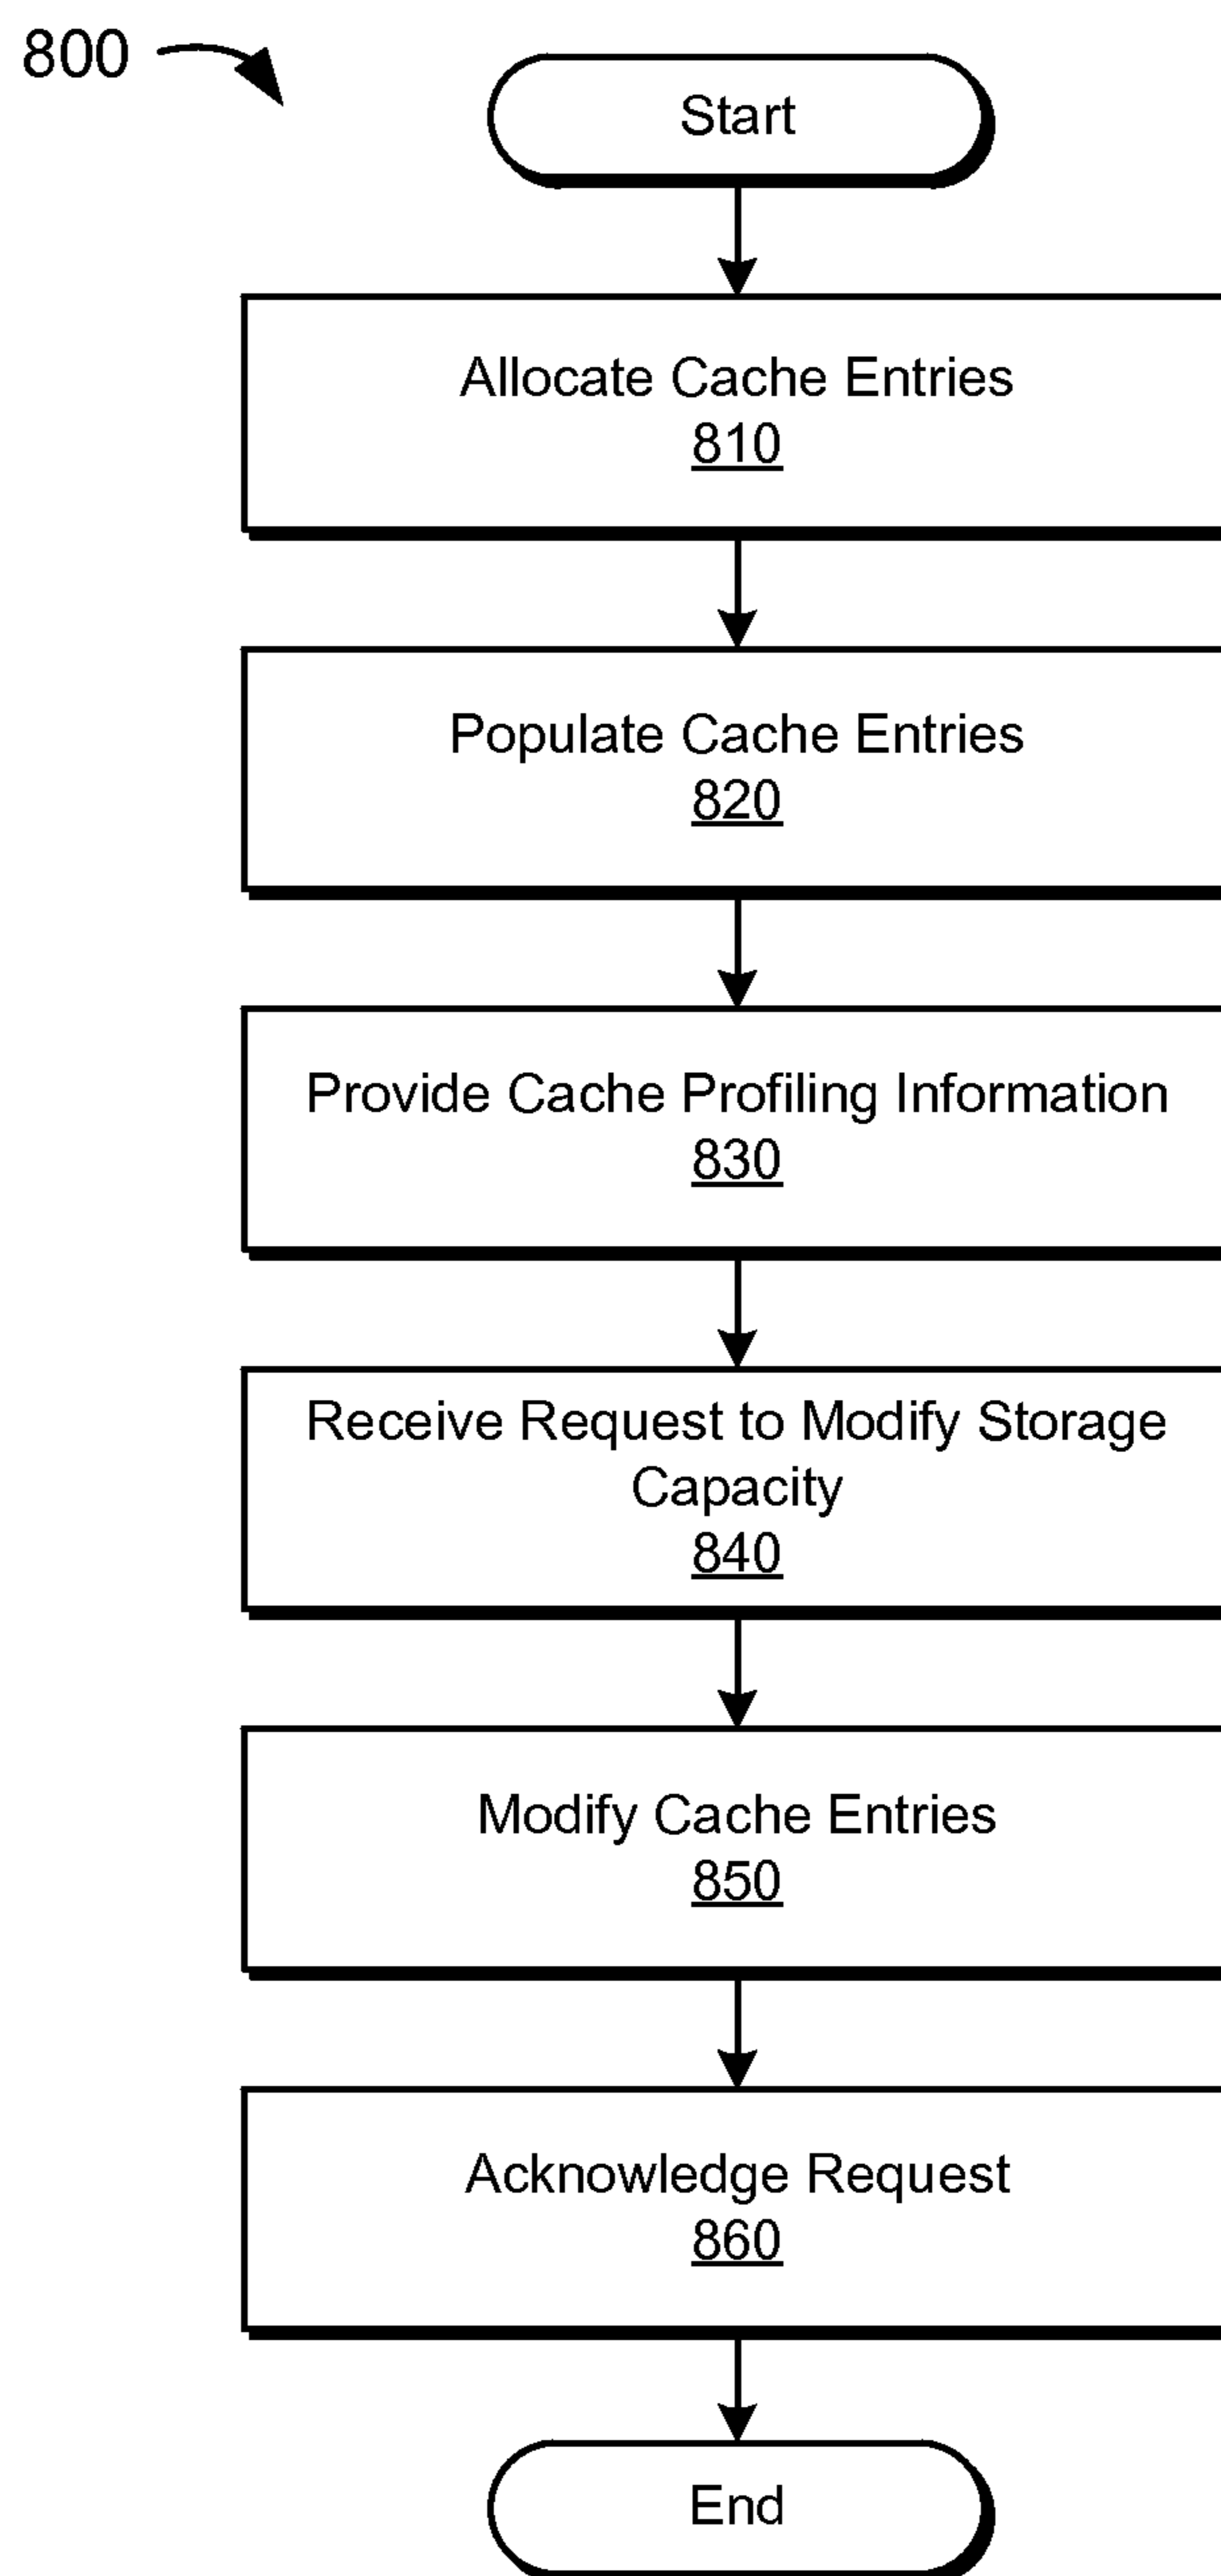 800
Start
Allocate Cache Entries
810
Populate Cache Entries
820
Provide Cache Profiling Information
830
Receive Request to Modify Storage
Capacity
840
Modify Cache Entries
850
Acknowledge Request
860
End